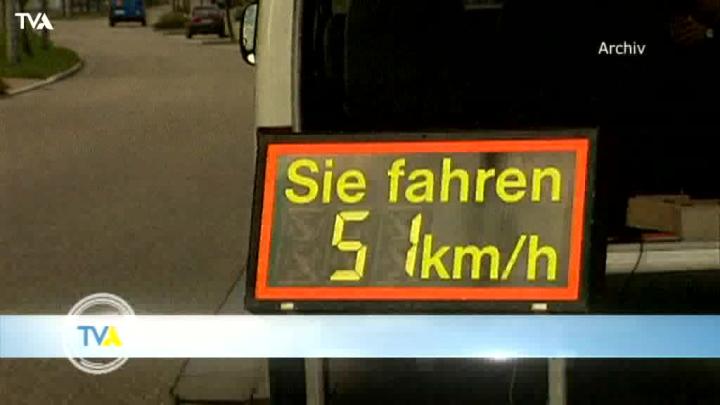 TVA
Archiv
Sie fahren
51 km/h
TVA